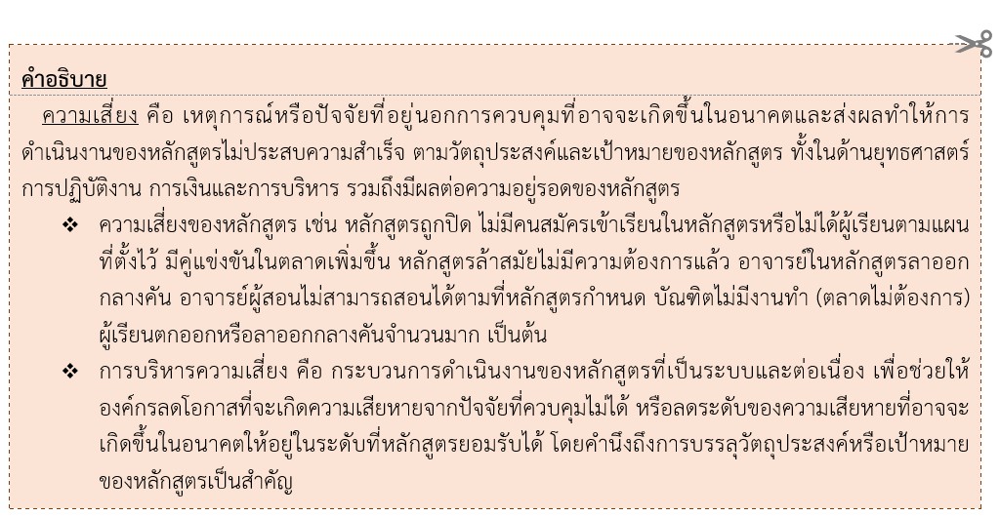 คำอธิบาย
ความเสี่ยง คือ เหตุการณ์หรือปัจจัยที่อยู่นอกการควบคุมที่อาจจะเกิดขึ้นในอนาคตและส่งผลทำให้การ
ดำเนินงานของหลักสูตรไม่ประสบความสำเร็จ ตามวัตถุประสงค์และเป้าหมายของหลักสูตร ทั้งในด้านยุทธศาสตร์
การปฏิบัติงาน การเงินและการบริหาร รวมถึงมีผลต่อความอยู่รอดของหลักสูตร
❖ ความเสี่ยงของหลักสูตร เช่น หลักสูตรถูกปิด ไม่มีคนสมัครเข้าเรียนในหลักสูตรหรือไม่ได้ผู้เรียนตามแผน
ที่ตั้งไว้ มีคู่แข่งขันในตลาดเพิ่มขึ้น หลักสูตรล้าสมัยไม่มีความต้องการแล้ว อาจารย์ในหลักสูตรลาออก
กลางคัน อาจารย์ผู้สอนไม่สามารถสอนได้ตามที่หลักสูตรกำหนด บัณฑิตไม่มีงานทำ (ตลาดไม่ต้องการ)
ผู้เรียนตกออกหรือลาออกกลางคันจำนวนมาก เป็นต้น
❖ การบริหารความเสี่ยง คือ กระบวนการดำเนินงานของหลักสูตรที่เป็นระบบและต่อเนื่อง เพื่อช่วยให้
องค์กรลดโอกาสที่จะเกิดความเสียหายจากปัจจัยที่ควบคุมไม่ได้ หรือลดระดับของความเสียหายที่อาจจะ
เกิดขึ้นในอนาคตให้อยู่ในระดับที่หลักสูตรยอมรับได้ โดยคำนึงถึงการบรรลุวัตถุประสงค์หรือเป้าหมาย
ของหลักสูตรเป็นสำคัญ